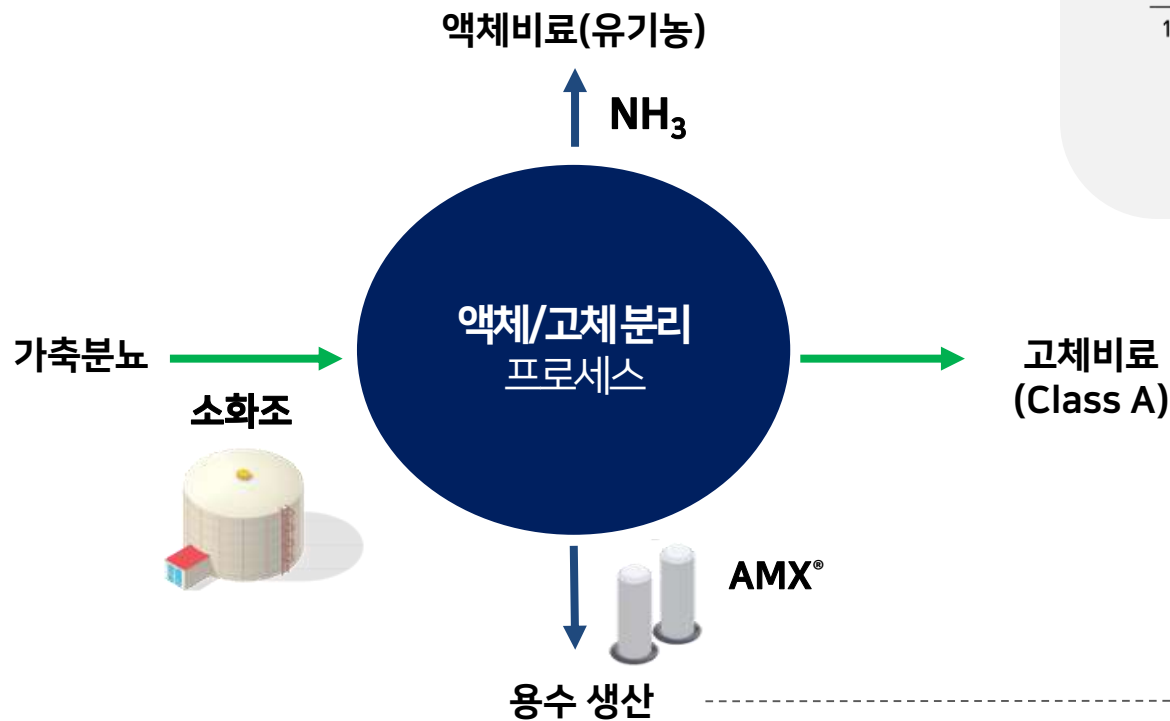 액체비료(유기농)
1
NH₃
액체/고체 분리
프로세스
가축분뇨
소화조
고체비료
(Class A)
AMX®
용수 생산